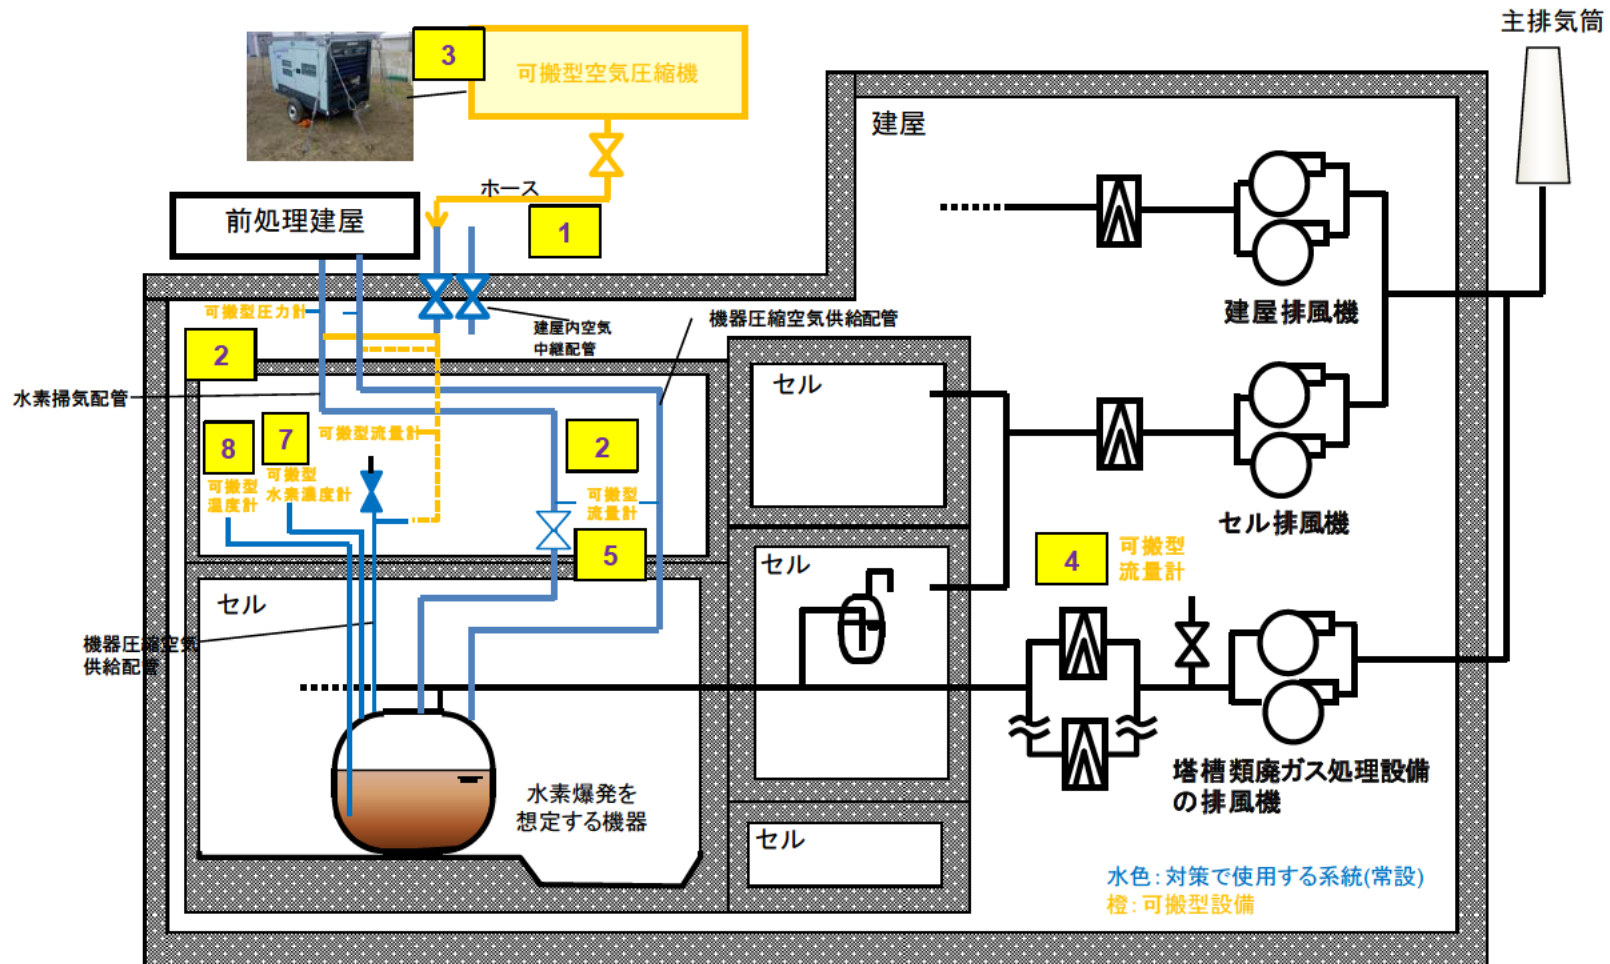 主排気筒
3
可搬型空気圧縮機
建屋
ホース
前処理建屋
1
可搬型圧力計
建屋内空気
中継配管
機器圧縮空気供給配管
建屋排風機
2
セル
水素掃気配管
8
7
可搬型流量計
2
可搬型
温度計
可搬型
水素濃度計
可搬型
流量計
セル排風機
5
セル
4
可搬型
流量計
セル
機器圧縮空気
供給配管
塔槽類廃ガス処理設備
の排風機
水素爆発を
想定する機器
セル
水色：対策で使用する系統(常設)
橙：可搬型設備